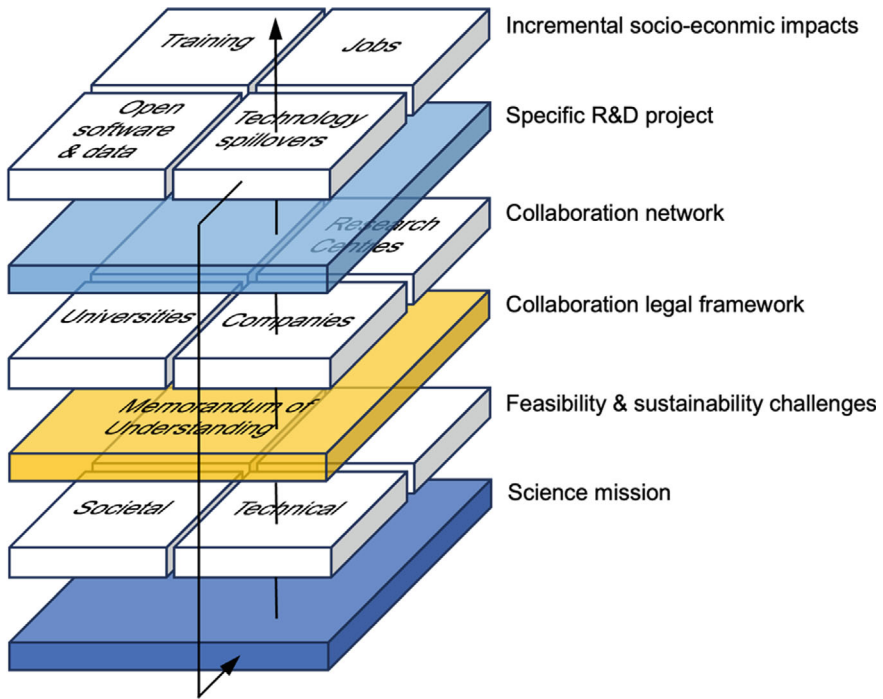 Training
Jobs
Incremental socio-econmic impacts
Open
software
& data
Technology
spillovers
Specific R&D project
Research
Centres
Collaboration network
Universities
Companies
Collaboration legal framework
Memorandum of
Understanding
Feasibility & sustainability challenges
Societal
Technical
Science mission